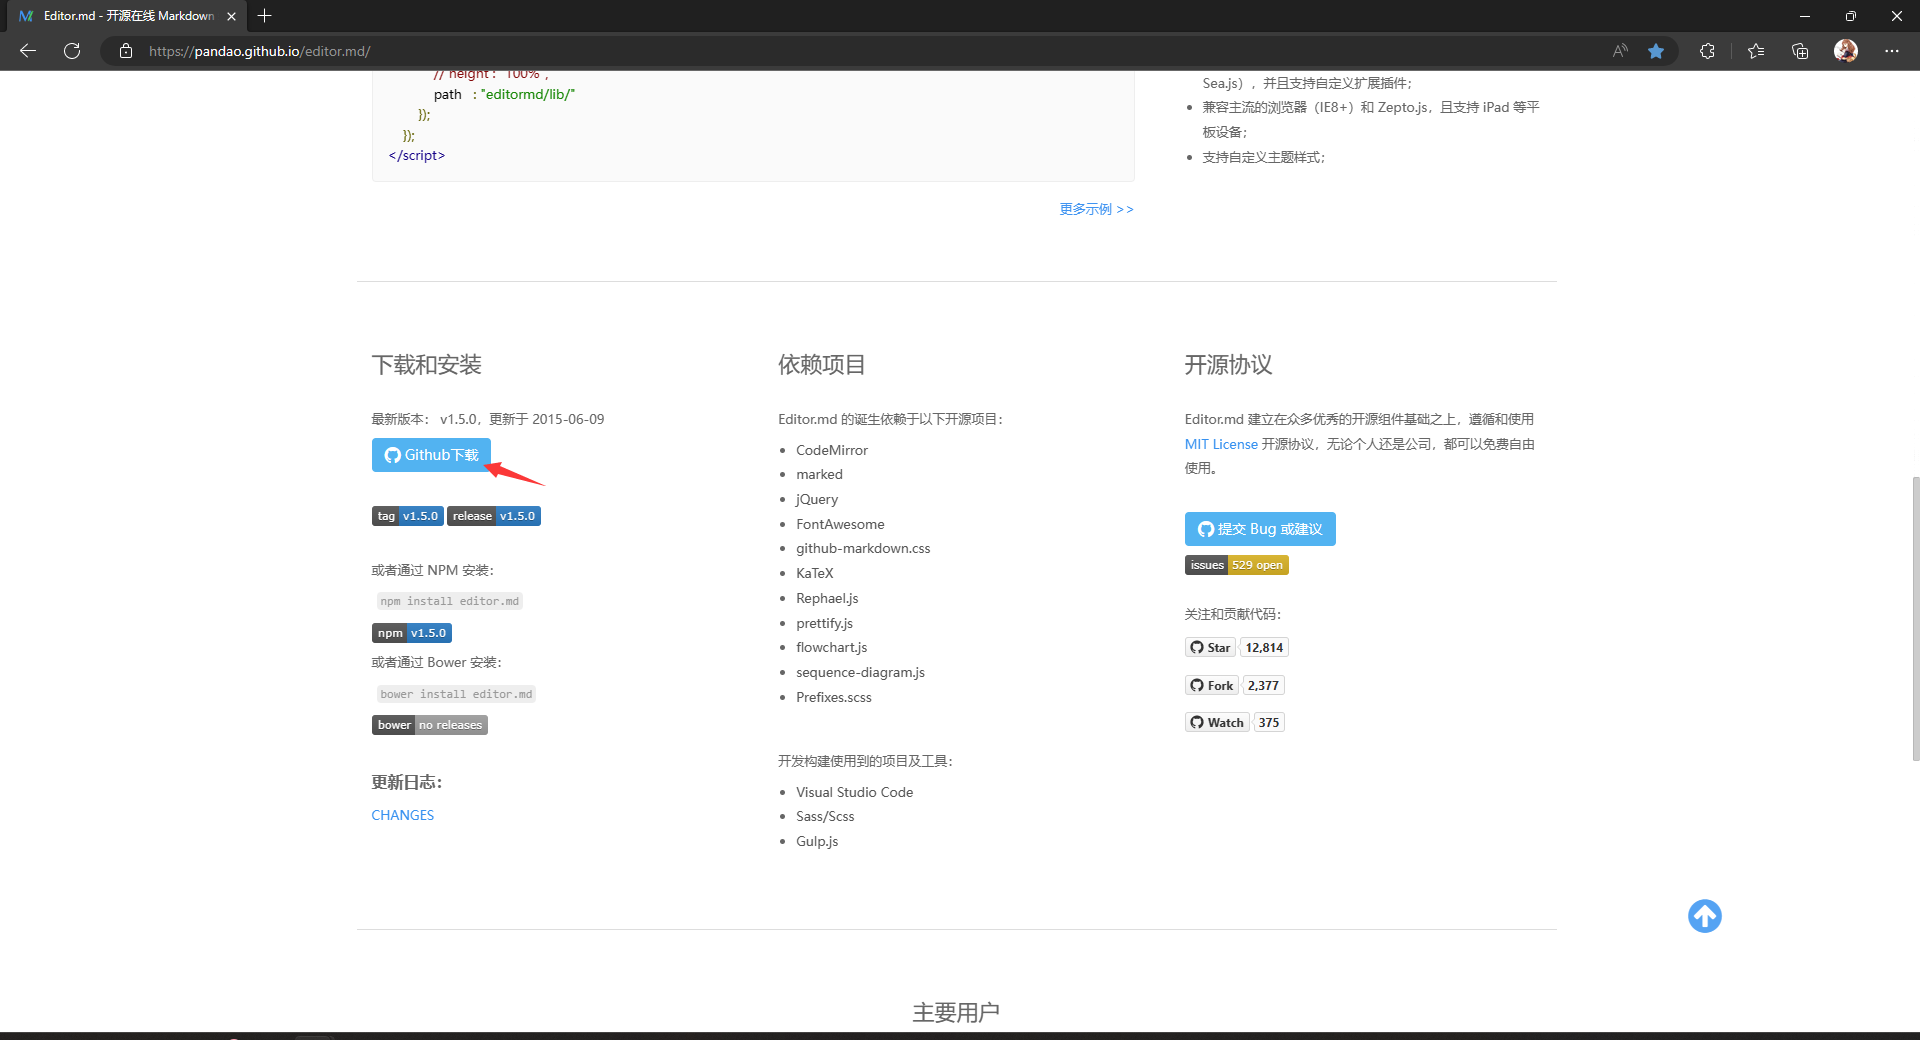 Editor.md - 开源在线 Markdown
https://pandao.github.io/editor.md/
// height : "100%",
path : "editormd/lib/"
});
});
</script>
更多示例 >>
Sea.js），并且支持自定义扩展插件；
兼容主流的浏览器（IE8+）和 Zepto.js，且支持 iPad 等平
板设备；
支持自定义主题样式；
下载和安装
最新版本： v1.5.0，更新于 2015-06-09
Github下载
tag v1.5.0 release v1.5.0
或者通过 NPM 安装：
npm install editor.md
npm v1.5.0
或者通过 Bower 安装：
bower install editor.md
bower no releases
更新日志：
CHANGES
依赖项目
Editor.md 的诞生依赖于以下开源项目：
CodeMirror
marked
jQuery
FontAwesome
github-markdown.css
KaTeX
Rephael.js
prettify.js
flowchart.js
sequence-diagram.js
Prefixes.scss
开发构建使用到的项目及工具：
Visual Studio Code
Sass/Scss
Gulp.js
开源协议
Editor.md 建立在众多优秀的开源组件基础之上，遵循和使用
MIT License 开源协议，无论个人还是公司，都可以免费自由
使用。
提交 Bug 或建议
issues 529 open
关注和贡献代码：
Star 12,814
Fork 2,377
Watch 375
主要用户